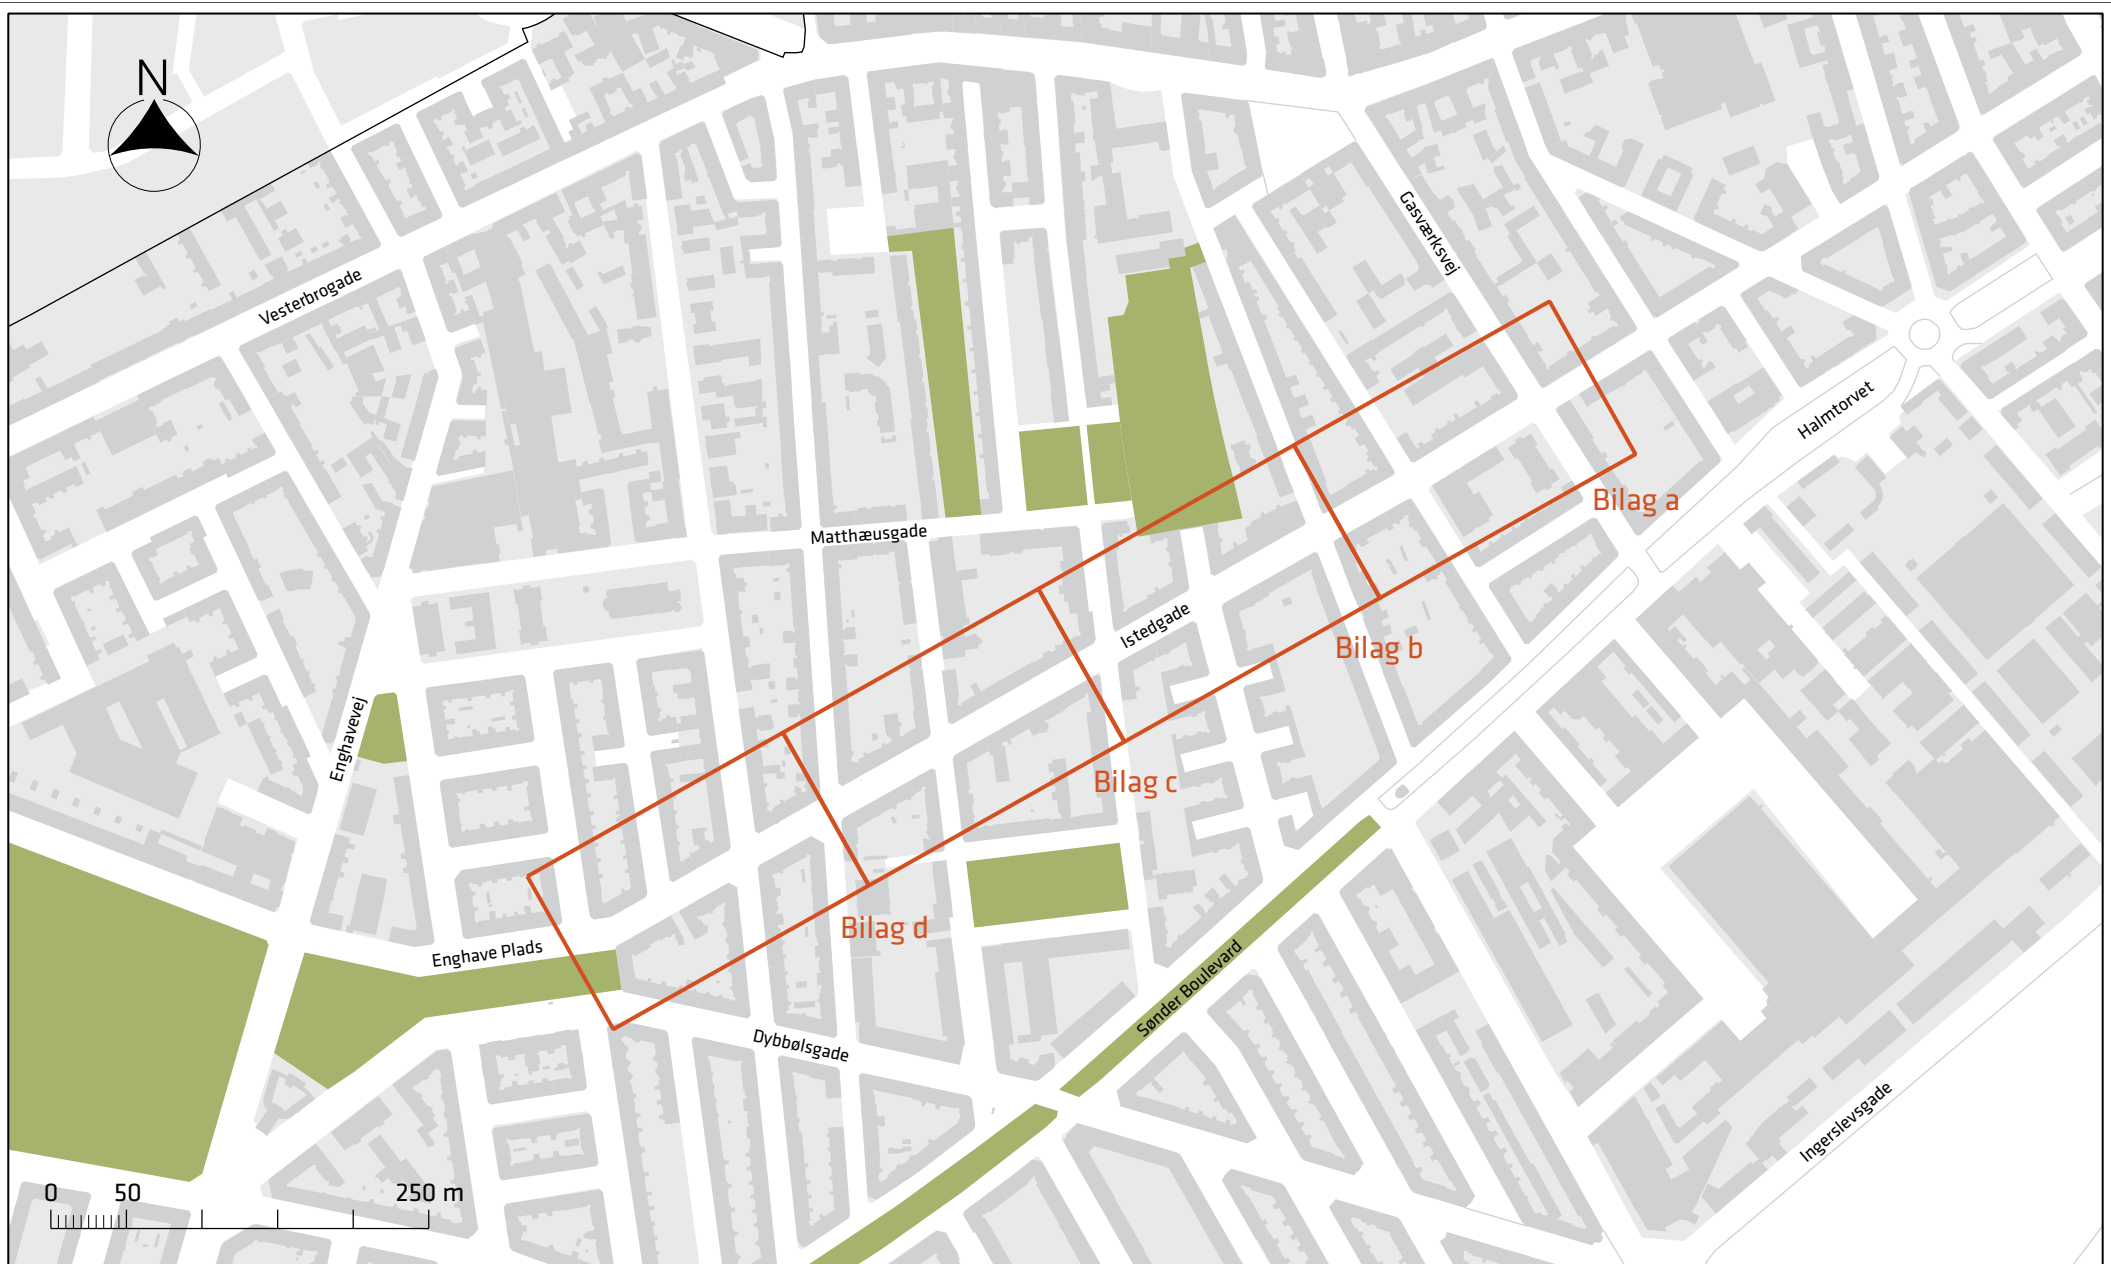 N
Gasværksvej
Vesterbrogade
Halmtorvet
Bilag a
Matthæusgade
Istedgade
Bilag b
Enghavevej
Bilag c
Bilag d
Enghave Plads
Sønder Boulevard
Dybbølsgade
Ingerslevsgade
0 50 250 m